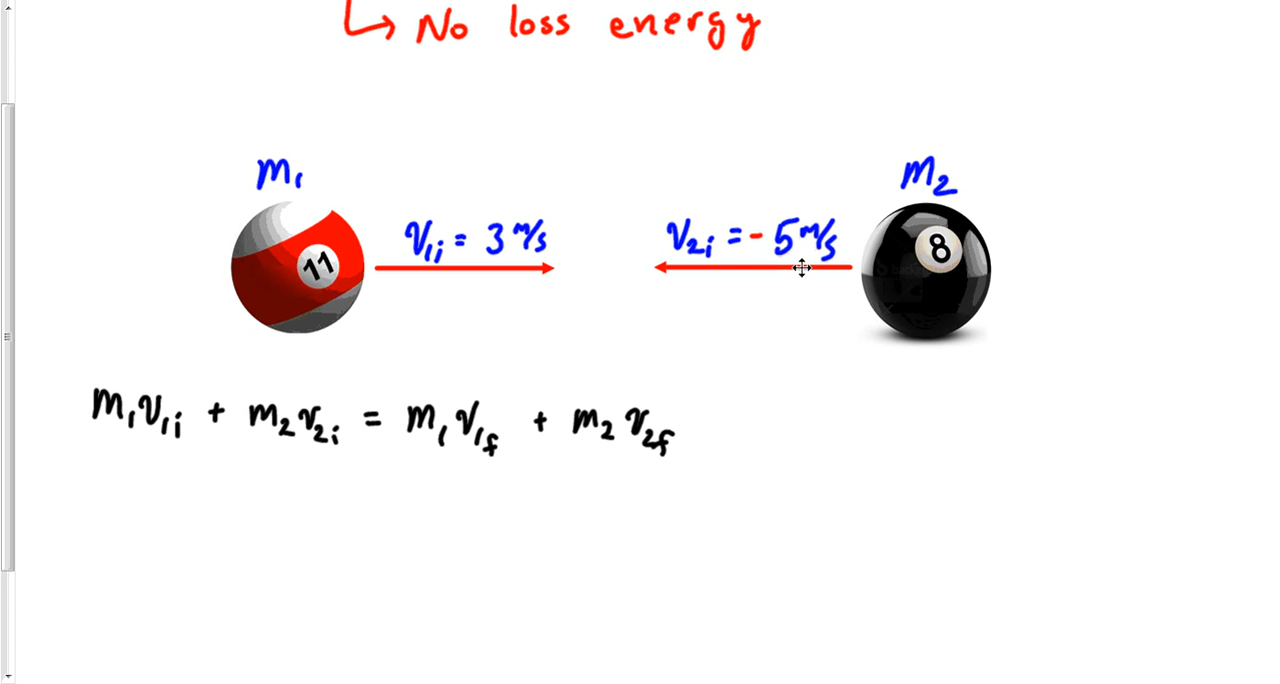 ↳ No loss energy
m₁ m₂
v₁ᵢ = 3 m/s v₂ᵢ = - 5 m/s
11 8
m₁v₁ᵢ + m₂v₂ᵢ = m₁v₁f + m₂v₂f